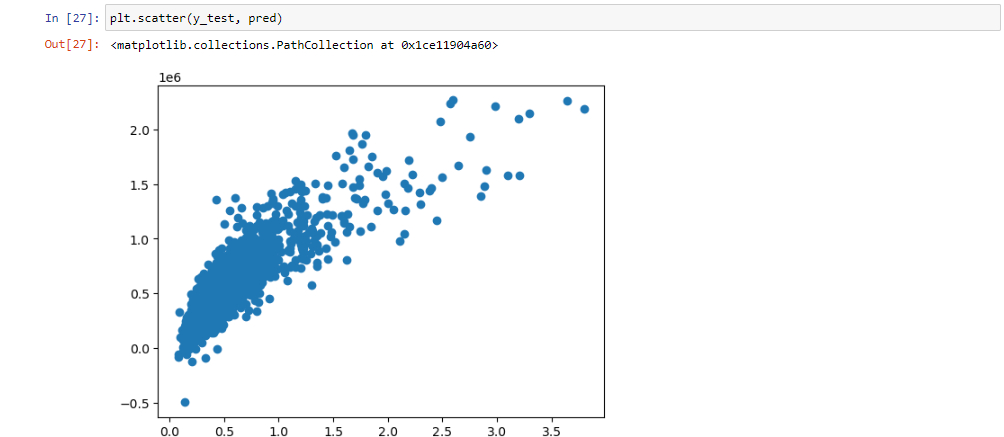 In [27]: plt.scatter(y_test, pred)
Out[27]: <matplotlib.collections.PathCollection at 0x1ce11904a60>
1e6
2.0
1.5
1.0
0.5
0.0
−0.5
0.0 0.5 1.0 1.5 2.0 2.5 3.0 3.5